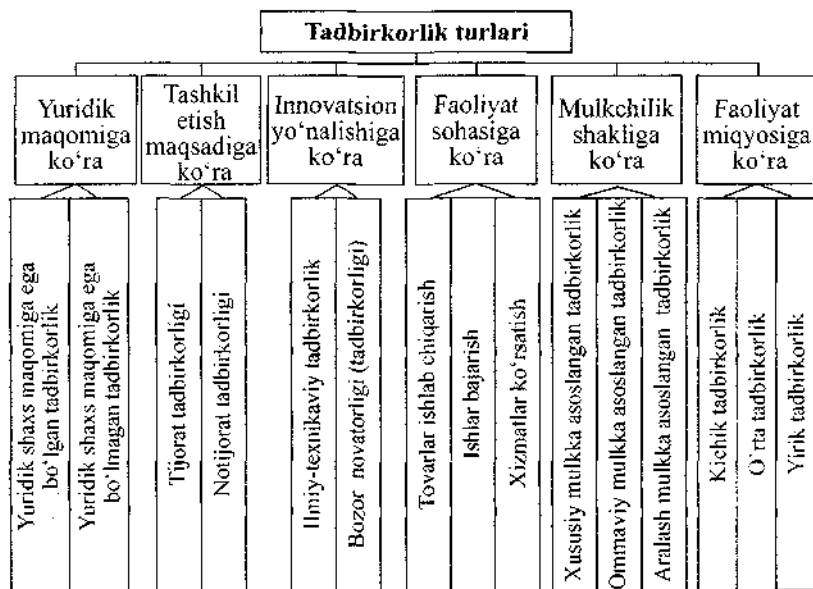 Tadbirkorlik turlari
Yuridik
maqomiga
ko‘ra
Tashkil
etish
maqsadiga
ko‘ra
Innovatsion
yo‘nalishiga
ko‘ra
Faoliyat
sohasiga
ko‘ra
Mulkchilik
shakliga
ko‘ra
Faoliyat
miqyosiga
ko‘ra
Yuridik shaxs maqomiga ega
bo‘lgan tadbirkorlik
Yuridik shaxs maqomiga ega
bo‘lmagan tadbirkorlik
Tijorat tadbirkorligi
Notijorat tadbirkorligi
Ilmiy-texnikaviy tadbirkorlik
Bozor novatorligi (tadbirkorligi)
Tovarlar ishlab chiqatish
Ishlar bajarish
Xizmatlar ko‘rsatish
Xususiy mulkka asoslangan tadbirkorlik
Ommaviy mulkka asoslangan tadbirkorlik
Aralash mulkka asoslangan tadbirkorlik
Kichik tadbirkorlik
O‘rta tadbirkorlik
Yirik tadbirkorlik